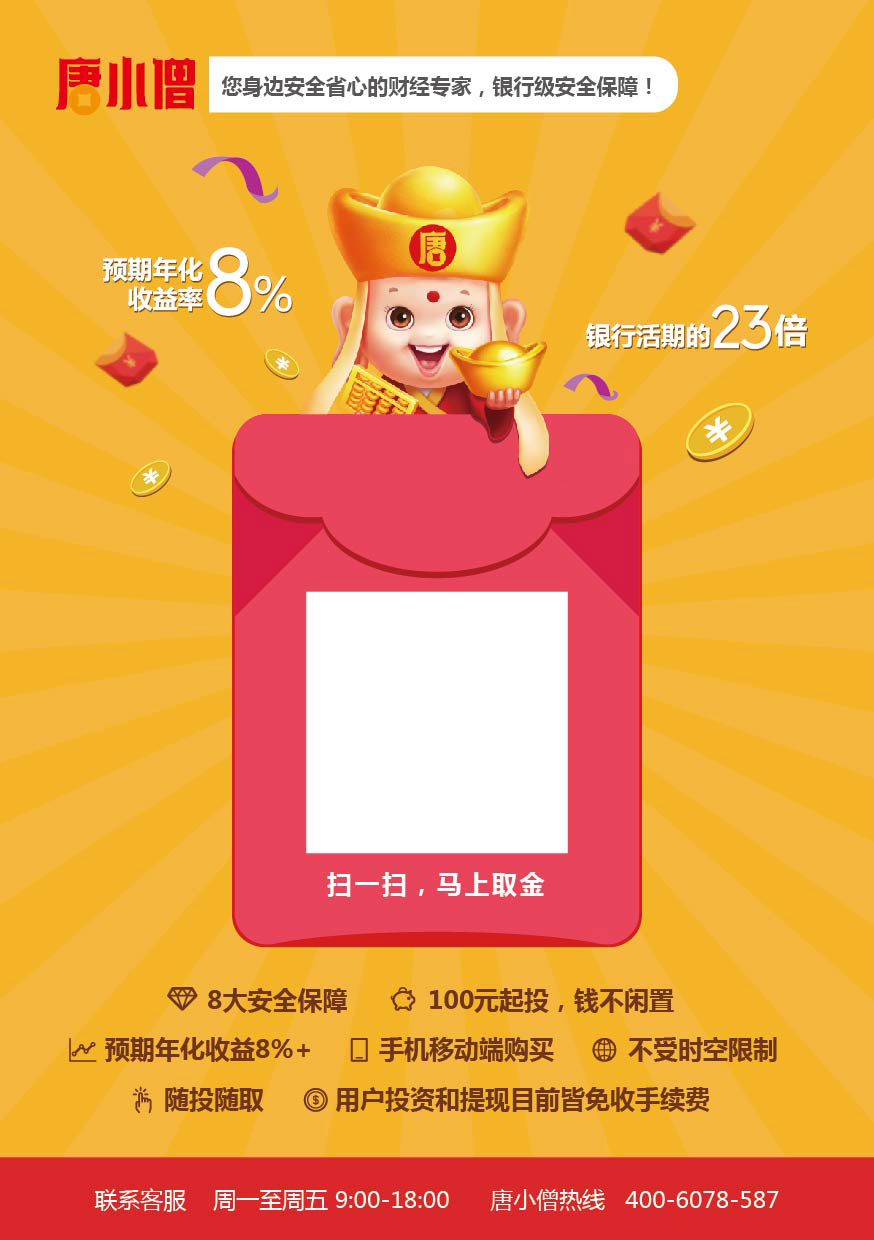 唐小僧 您身边安全省心的财经专家，银行级安全保障！
唐
预期年化
收益率8%
银行活期的23倍
扫一扫，马上取金
8大安全保障 100元起投，钱不闲置
预期年化收益8%+ 手机移动端购买 不受时空限制
随投随取 用户投资和提现目前皆免收手续费
联系客服 周一至周五 9:00-18:00 唐小僧热线 400-6078-587